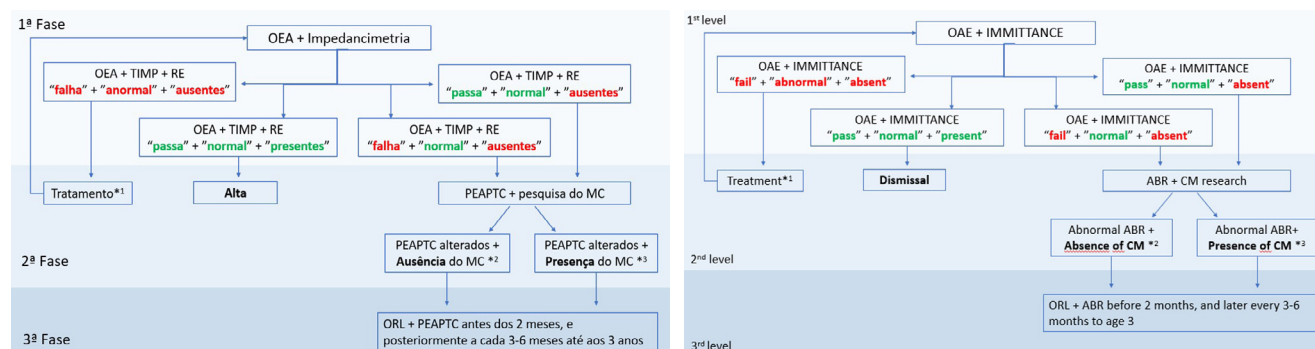 1ª Fase
OEA + Impedancimetria
OEA + TIMP + RE
“falha” + ”anormal” + ”ausentes”
OEA + TIMP + RE
“passa” + ”normal” + ”ausentes”
OEA + TIMP + RE
“passa” + ”normal” + ”presentes”
OEA + TIMP + RE
“falha” + ”normal” + ”ausentes”
Tratamento*1
Alta
PEAPTC + pesquisa do MC
PEAPTC alterados +
Ausência do MC *2
PEAPTC alterados +
Presença do MC *3
2ª Fase
ORL + PEAPTC antes dos 2 meses, e
posteriormente a cada 3-6 meses até aos 3 anos
3ª Fase
1st level
OAE + IMMITTANCE
OAE + IMMITTANCE
“fail” + ”abnormal” + ”absent”
OAE + IMMITTANCE
“pass” + ”normal” + ”absent”
OAE + IMMITTANCE
“pass” + ”normal” + ”present”
OAE + IMMITTANCE
“fail” + ”normal” + ”absent”
Treatment*1
Dismissal
ABR + CM research
Abnormal ABR +
Absence of CM *2
Abnormal ABR+
Presence of CM *3
2nd level
ORL + ABR before 2 months, and later every 3-6
months to age 3
3rd level